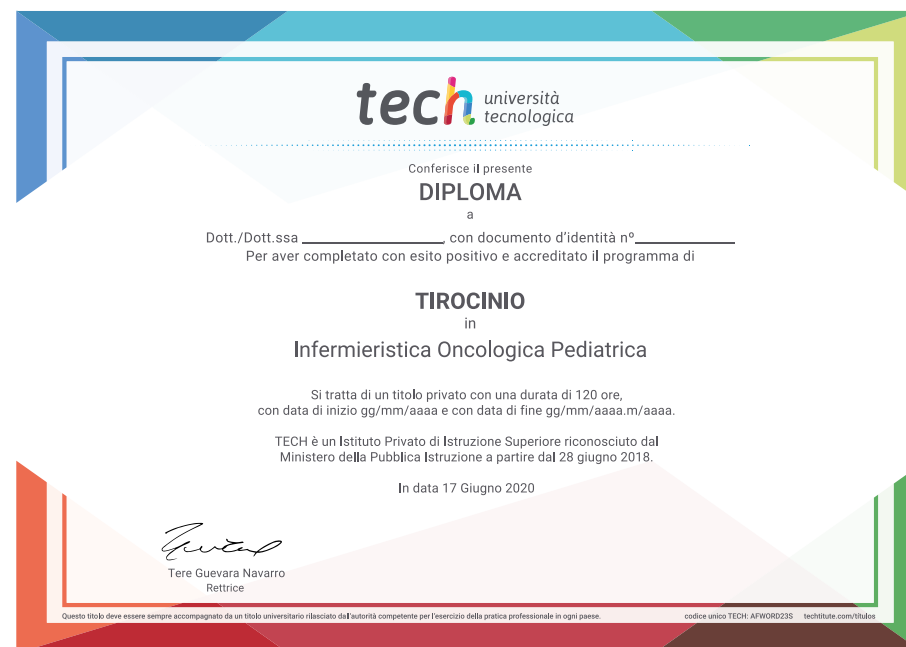 tech università
tecnologica
Conferisce il presente
DIPLOMA
a
Dott./Dott.ssa ____________________, con documento d'identità nº______________
Per aver completato con esito positivo e accreditato il programma di
TIROCINIO
in
Infermieristica Oncologica Pediatrica
Si tratta di un titolo privato con una durata di 120 ore,
con data di inizio gg/mm/aaaa e con data di fine gg/mm/aaaa.m/aaaa.
TECH è un Istituto Privato di Istruzione Superiore riconosciuto dal
Ministero della Pubblica Istruzione a partire dal 28 giugno 2018.
In data 17 Giugno 2020
Tere Guevara Navarro
Rettrice
Questo titolo deve essere sempre accompagnato da un titolo universitario rilasciato dall'autorità competente per l'esercizio della pratica professionale in ogni paese. codice unico TECH: AFWORD23S techtitute.com/titulos